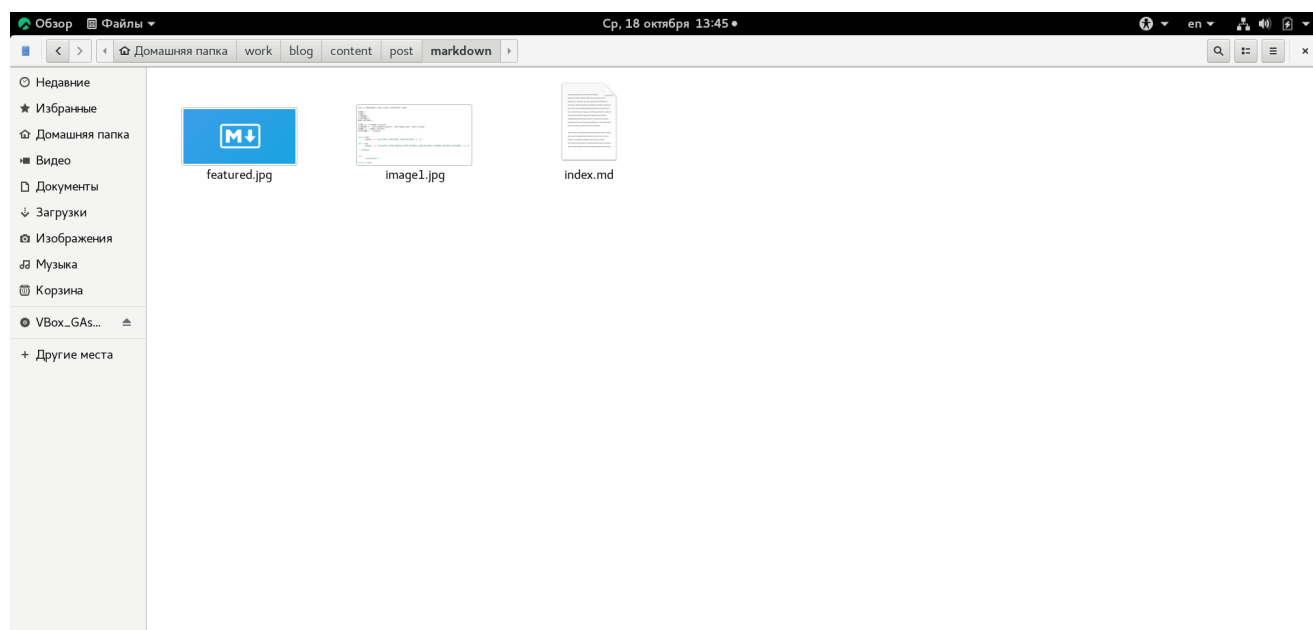 Обзор Файлы Ср, 18 октября 13:45 en
Домашняя папка work blog content post markdown
Недавние
Избранные
Домашняя папка
Видео
Документы
Загрузки
Изображения
Музыка
Корзина
VBox_GAs...
+ Другие места
M
featured.jpg image1.jpg index.md